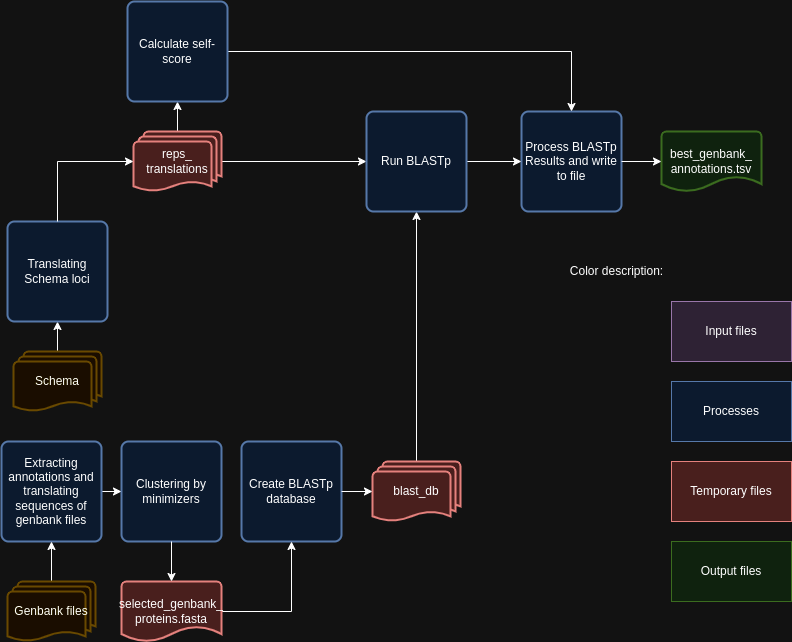 Calculate self-
score
reps_
translations
Run BLASTp
Process BLASTp
Results and write
to file
best_genbank_
annotations.tsv
Translating
Schema loci
Color description:
Input files
Schema
Processes
Extracting
annotations and
translating
sequences of
genbank files
Clustering by
minimizers
Create BLASTp
database
blast_db
Temporary files
Output files
Genbank files
selected_genbank_
proteins.fasta